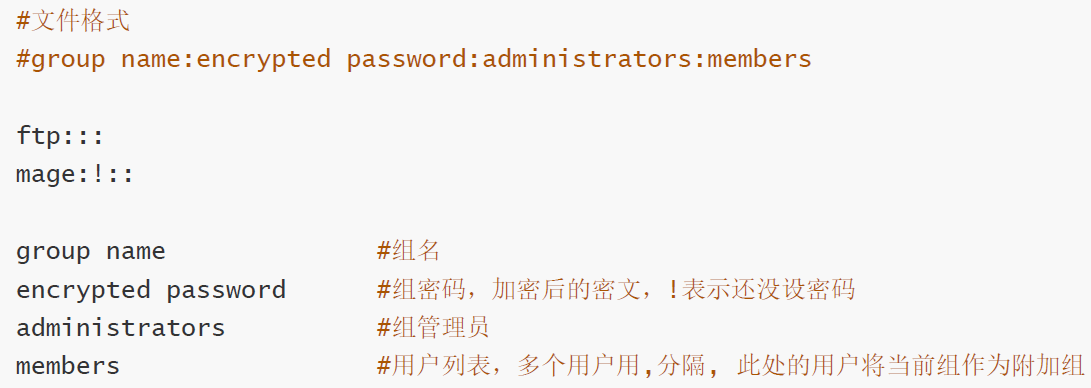 #文件格式
#group name:encrypted password:administrators:members
ftp:::
mage:!::
group name #组名
encrypted password #组密码，加密后的密文，!表示还没设密码
administrators #组管理员
members #用户列表，多个用户用,分隔, 此处的用户将当前组作为附加组